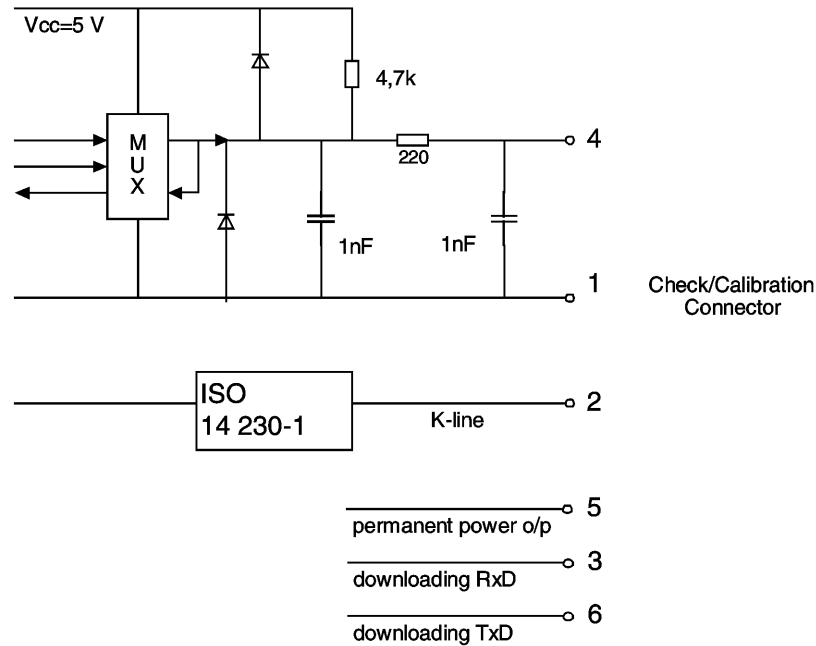 Vcc=5 V
4,7k
M
U
X
4
220
1nF
1nF
1
Check/Calibration
Connector
ISO
14 230-1
2
K-line
5
permanent power o/p
3
downloading RxD
6
downloading TxD